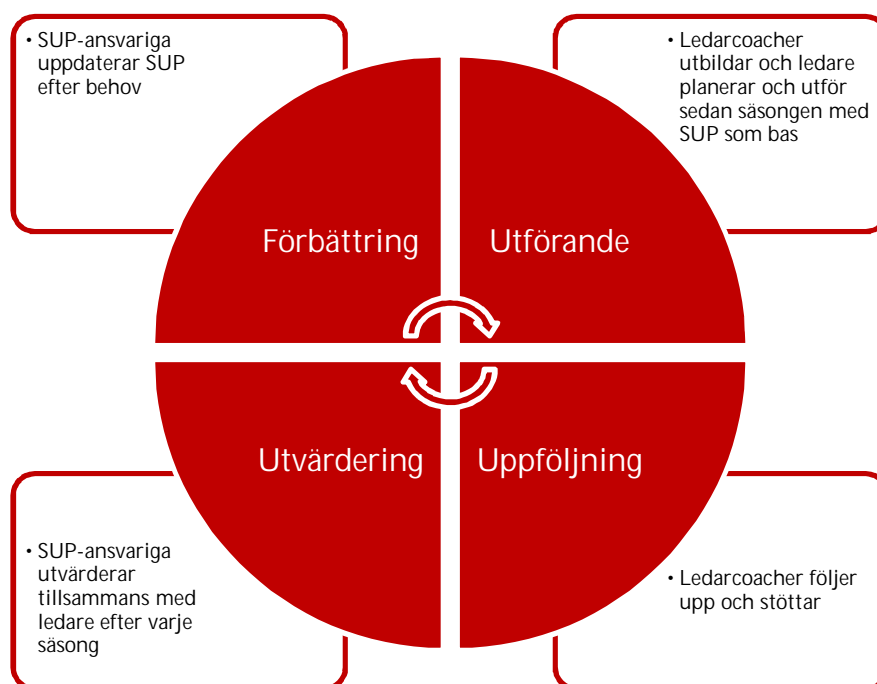 • SUP-ansvariga
uppdaterar SUP
efter behov
• Ledarcoacher
utbildar och ledare
planerar och utför
sedan säsongen med
SUP som bas
Förbättring
Utförande
Utvärdering
Uppföljning
• SUP-ansvariga
utvärderar
tillsammans med
ledare efter varje
säsong
• Ledarcoacher följer
upp och stöttar